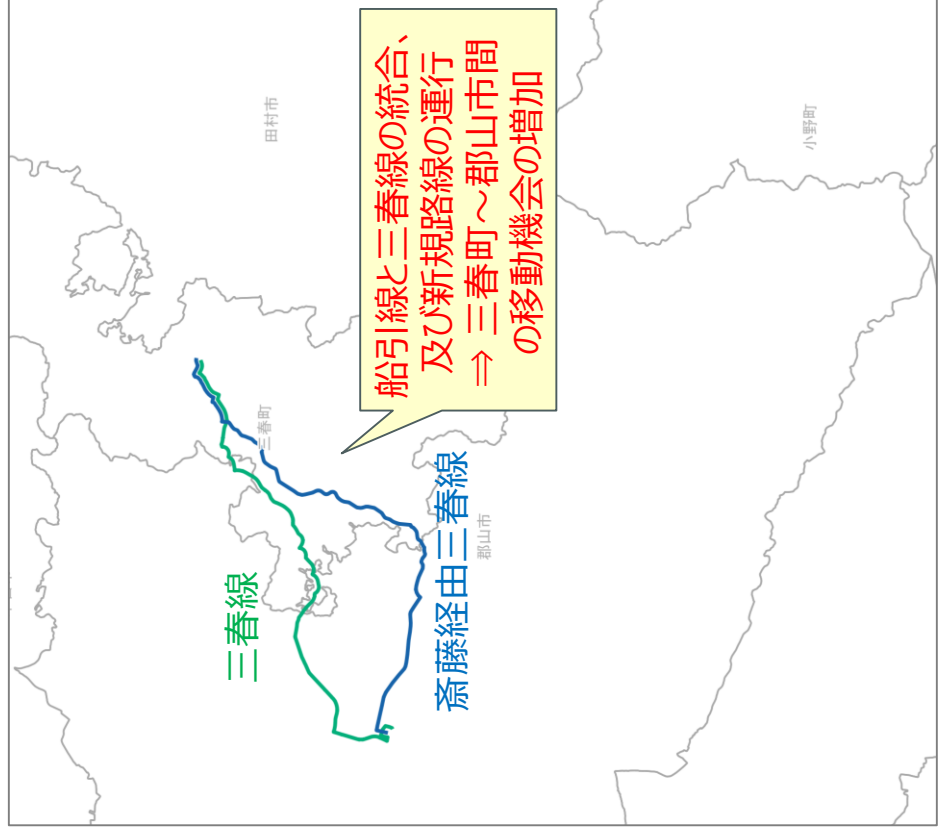 田村市
小野町
船引線と三春線の統合、
及び新規路線の運行
⇒ 三春町~郡山市間
の移動機会の増加
三春町
三春線
斎藤経由三春線
郡山市